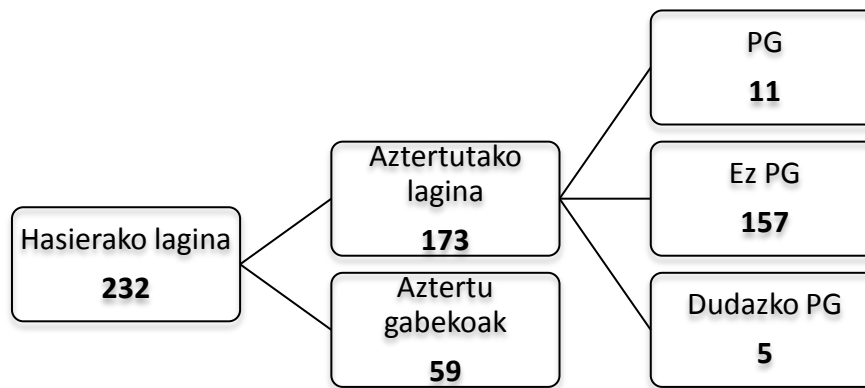 Hasierako lagina
232
Aztertutako
lagina
173
Aztertu
gabekoak
59
PG
11
Ez PG
157
Dudazko PG
5